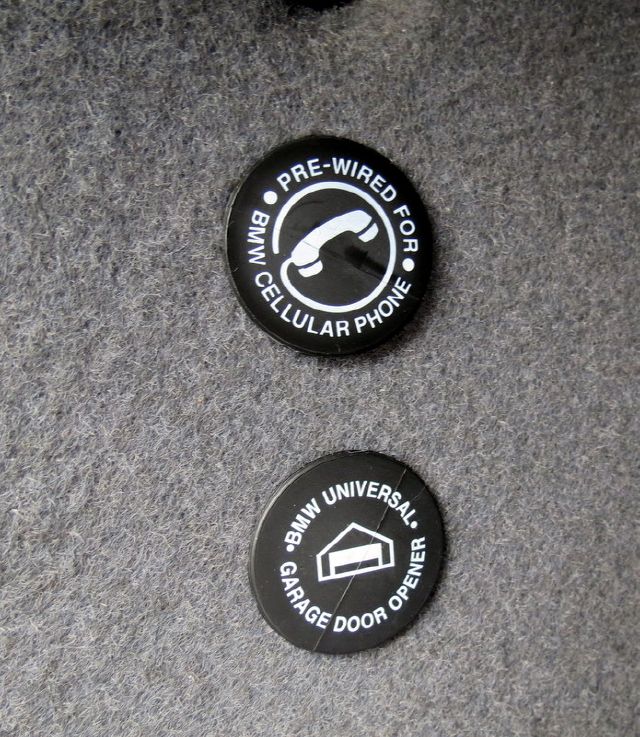 PRE-WIRED FOR
BMW CELLULAR PHONE
BMW UNIVERSAL
GARAGE DOOR OPENER